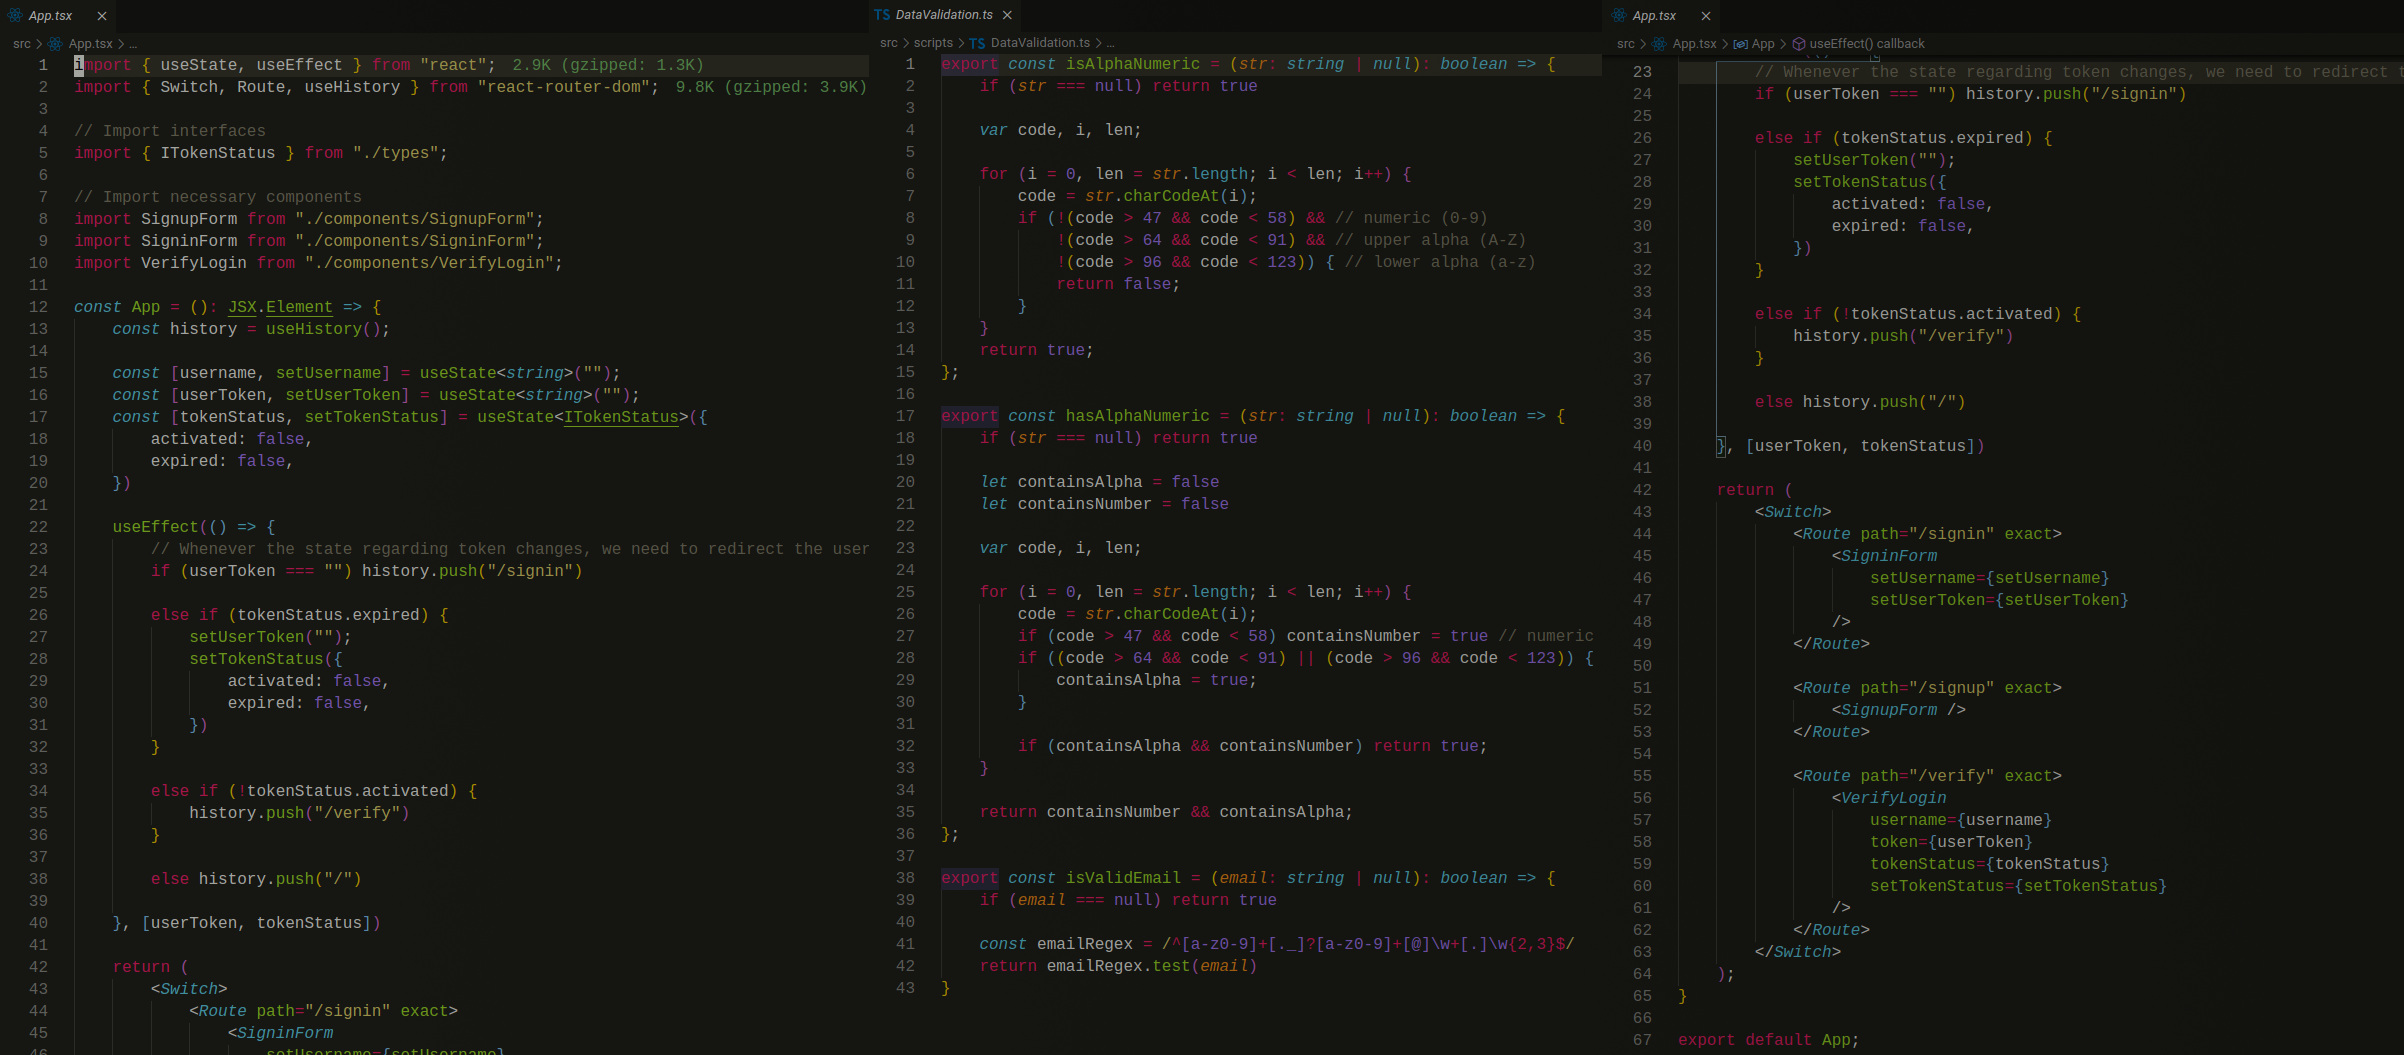 App.tsx
src > App.tsx > ...
1 import { useState, useEffect } from "react"; 2.9K (gzipped: 1.3K)
2 import { Switch, Route, useHistory } from "react-router-dom"; 9.8K (gzipped: 3.9K)
3
4 // Import interfaces
5 import { ITokenStatus } from "./types";
6
7 // Import necessary components
8 import SignupForm from "./components/SignupForm";
9 import SigninForm from "./components/SigninForm";
10 import VerifyLogin from "./components/VerifyLogin";
11
12 const App = (): JSX.Element => {
13     const history = useHistory();
14
15     const [username, setUsername] = useState<string>("");
16     const [userToken, setUserToken] = useState<string>("");
17     const [tokenStatus, setTokenStatus] = useState<ITokenStatus>({
18         activated: false,
19         expired: false,
20     })
21
22     useEffect(() => {
23         // Whenever the state regarding token changes, we need to redirect the user
24         if (userToken === "") history.push("/signin")
25
26         else if (tokenStatus.expired) {
27             setUserToken("");
28             setTokenStatus({
29                 activated: false,
30                 expired: false,
31             })
32         }
33
34         else if (!tokenStatus.activated) {
35             history.push("/verify")
36         }
37
38         else history.push("/")
39
40     }, [userToken, tokenStatus])
41
42     return (
43         <Switch>
44             <Route path="/signin" exact>
45                 <SigninForm
46                     setUsername={setUsername}
TS DataValidation.ts
src > scripts > TS DataValidation.ts > ...
1 export const isAlphaNumeric = (str: string | null): boolean => {
2     if (str === null) return true
3
4     var code, i, len;
5
6     for (i = 0, len = str.length; i < len; i++) {
7         code = str.charCodeAt(i);
8         if (!(code > 47 && code < 58) && // numeric (0-9)
9             !(code > 64 && code < 91) && // upper alpha (A-Z)
10             !(code > 96 && code < 123)) { // lower alpha (a-z)
11             return false;
12         }
13     }
14     return true;
15 };
16
17 export const hasAlphaNumeric = (str: string | null): boolean => {
18     if (str === null) return true
19
20     let containsAlpha = false
21     let containsNumber = false
22
23     var code, i, len;
24
25     for (i = 0, len = str.length; i < len; i++) {
26         code = str.charCodeAt(i);
27         if (code > 47 && code < 58) containsNumber = true // numeric
28         if ((code > 64 && code < 91) || (code > 96 && code < 123)) {
29             containsAlpha = true;
30         }
31
32         if (containsAlpha && containsNumber) return true;
33     }
34
35     return containsNumber && containsAlpha;
36 };
37
38 export const isValidEmail = (email: string | null): boolean => {
39     if (email === null) return true
40
41     const emailRegex = /^[a-z0-9]+[._]?[a-z0-9]+[@]\w+[.]\w{2,3}$/
42     return emailRegex.test(email)
43 }
App.tsx
src > App.tsx > App > useEffect() callback
23         // Whenever the state regarding token changes, we need to redirect t
24         if (userToken === "") history.push("/signin")
25
26         else if (tokenStatus.expired) {
27             setUserToken("");
28             setTokenStatus({
29                 activated: false,
30                 expired: false,
31             })
32         }
33
34         else if (!tokenStatus.activated) {
35             history.push("/verify")
36         }
37
38         else history.push("/")
39
40     }, [userToken, tokenStatus])
41
42     return (
43         <Switch>
44             <Route path="/signin" exact>
45                 <SigninForm
46                     setUsername={setUsername}
47                     setUserToken={setUserToken}
48                 />
49             </Route>
50
51             <Route path="/signup" exact>
52                 <SignupForm />
53             </Route>
54
55             <Route path="/verify" exact>
56                 <VerifyLogin
57                     username={username}
58                     token={userToken}
59                     tokenStatus={tokenStatus}
60                     setTokenStatus={setTokenStatus}
61                 />
62             </Route>
63         </Switch>
64     );
65 }
66
67 export default App;